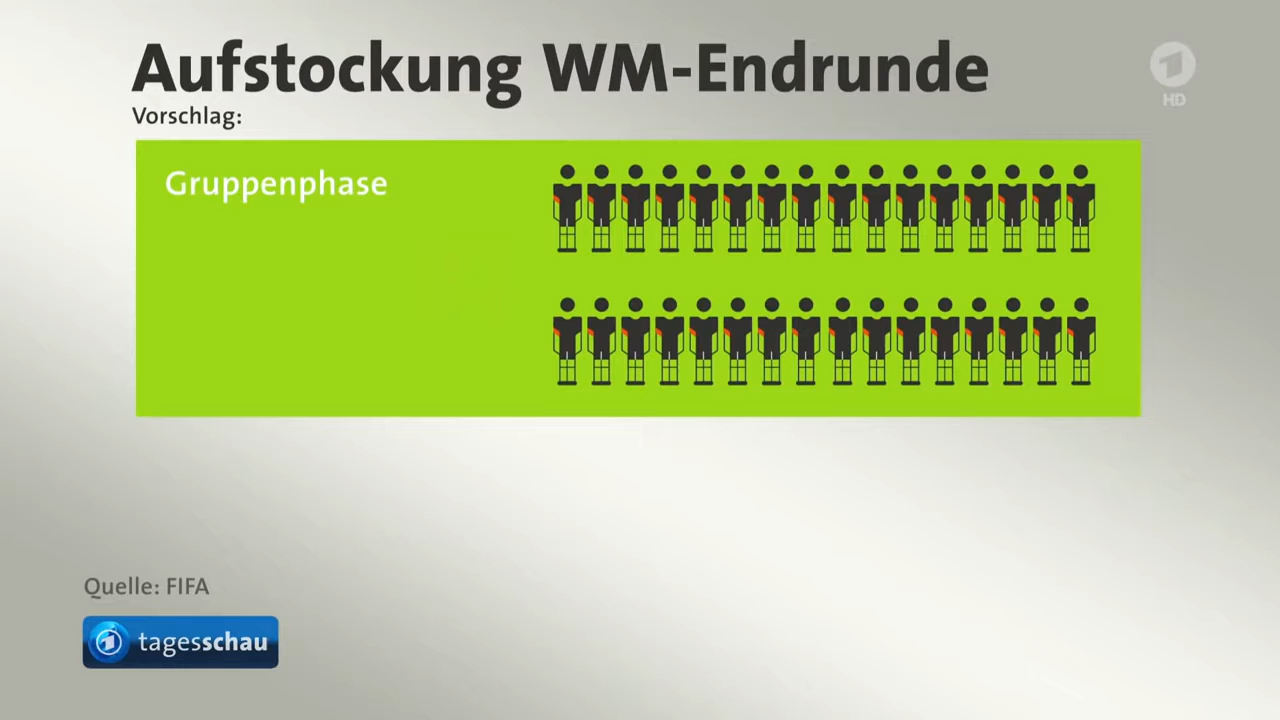 Aufstockung WM-Endrunde
Vorschlag:
HD
Gruppenphase
Quelle: FIFA
tagesschau